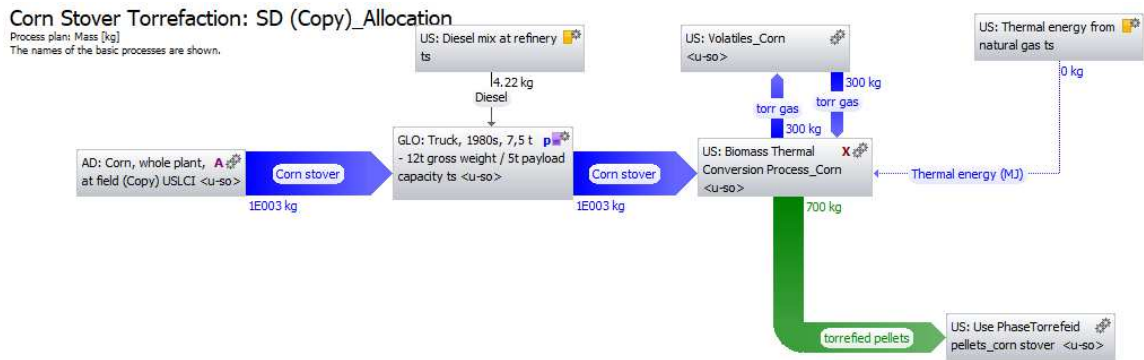 Corn Stover Torrefaction: SD (Copy)_Allocation
Process plan: Mass [kg]
The names of the basic processes are shown.
US: Diesel mix at refinery
ts
US: Volatiles_Corn
<u-so>
US: Thermal energy from
natural gas ts
4.22 kg
Diesel
300 kg
0 kg
torr gas
torr gas
300 kg
AD: Corn, whole plant, A
at field (Copy) USLCI <u-so>
Corn stover
1E003 kg
GLO: Truck, 1980s, 7,5 t p
- 12t gross weight / 5t payload
capacity ts <u-so>
Corn stover
1E003 kg
US: Biomass Thermal X
Conversion Process_Corn
<u-so>
Thermal energy (MJ)
700 kg
torrefied pellets
US: Use PhaseTorrefeid
pellets_corn stover <u-so>